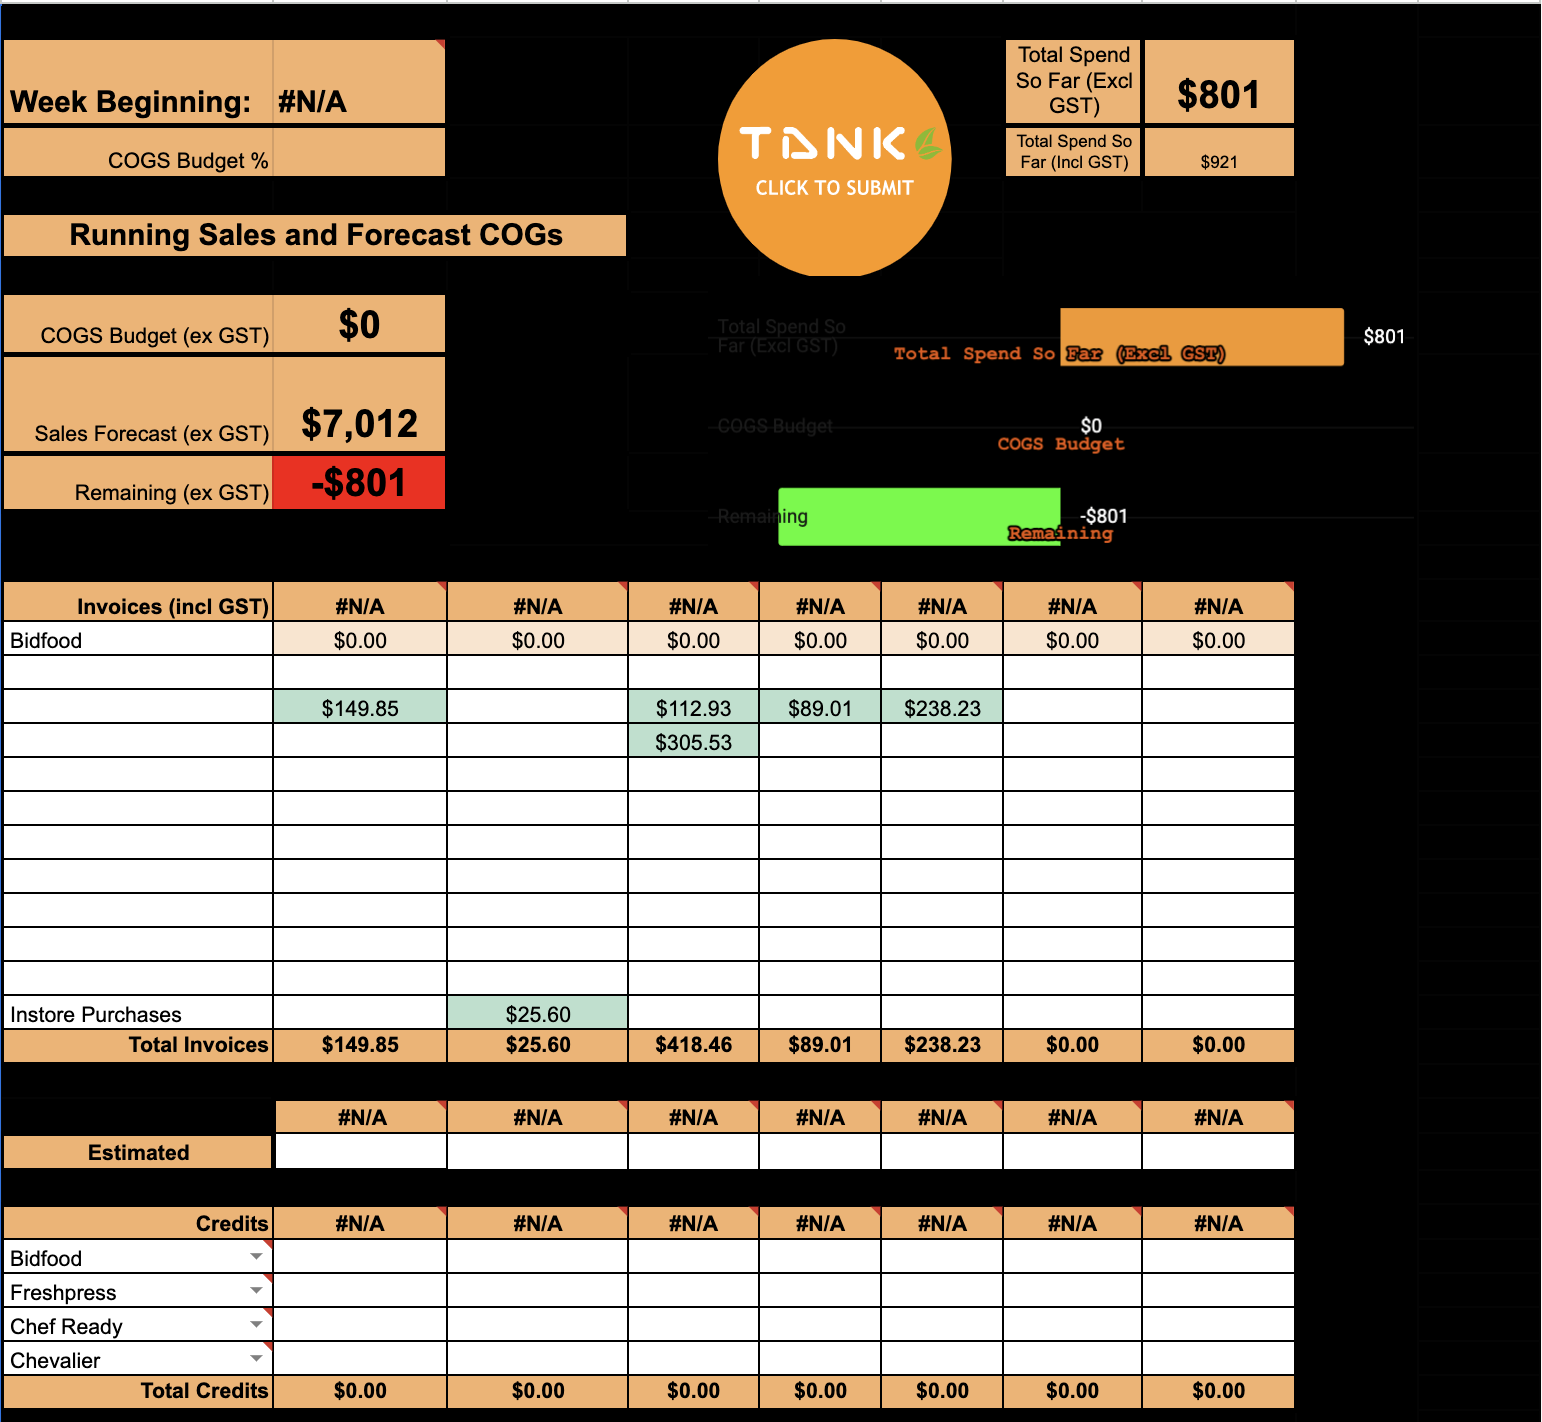 Week Beginning: #N/A
COGS Budget %
TANK
CLICK TO SUBMIT
Total Spend
So Far (Excl
GST)
$801
Total Spend So
Far (Incl GST)
$921
Running Sales and Forecast COGs
COGS Budget (ex GST) $0
Sales Forecast (ex GST) $7,012
Remaining (ex GST) -$801
Total Spend So
Far (Excl GST)
$801
Total Spend So Far (Excl GST)
COGS Budget $0
COGS Budget
Remaining -$801
Remaining
Invoices (incl GST) #N/A #N/A #N/A #N/A #N/A #N/A #N/A
Bidfood $0.00 $0.00 $0.00 $0.00 $0.00 $0.00 $0.00
$149.85 $112.93 $89.01 $238.23
$305.53
Instore Purchases $25.60
Total Invoices $149.85 $25.60 $418.46 $89.01 $238.23 $0.00 $0.00
#N/A #N/A #N/A #N/A #N/A #N/A #N/A
Estimated
Credits #N/A #N/A #N/A #N/A #N/A #N/A #N/A
Bidfood
Freshpress
Chef Ready
Chevalier
Total Credits $0.00 $0.00 $0.00 $0.00 $0.00 $0.00 $0.00